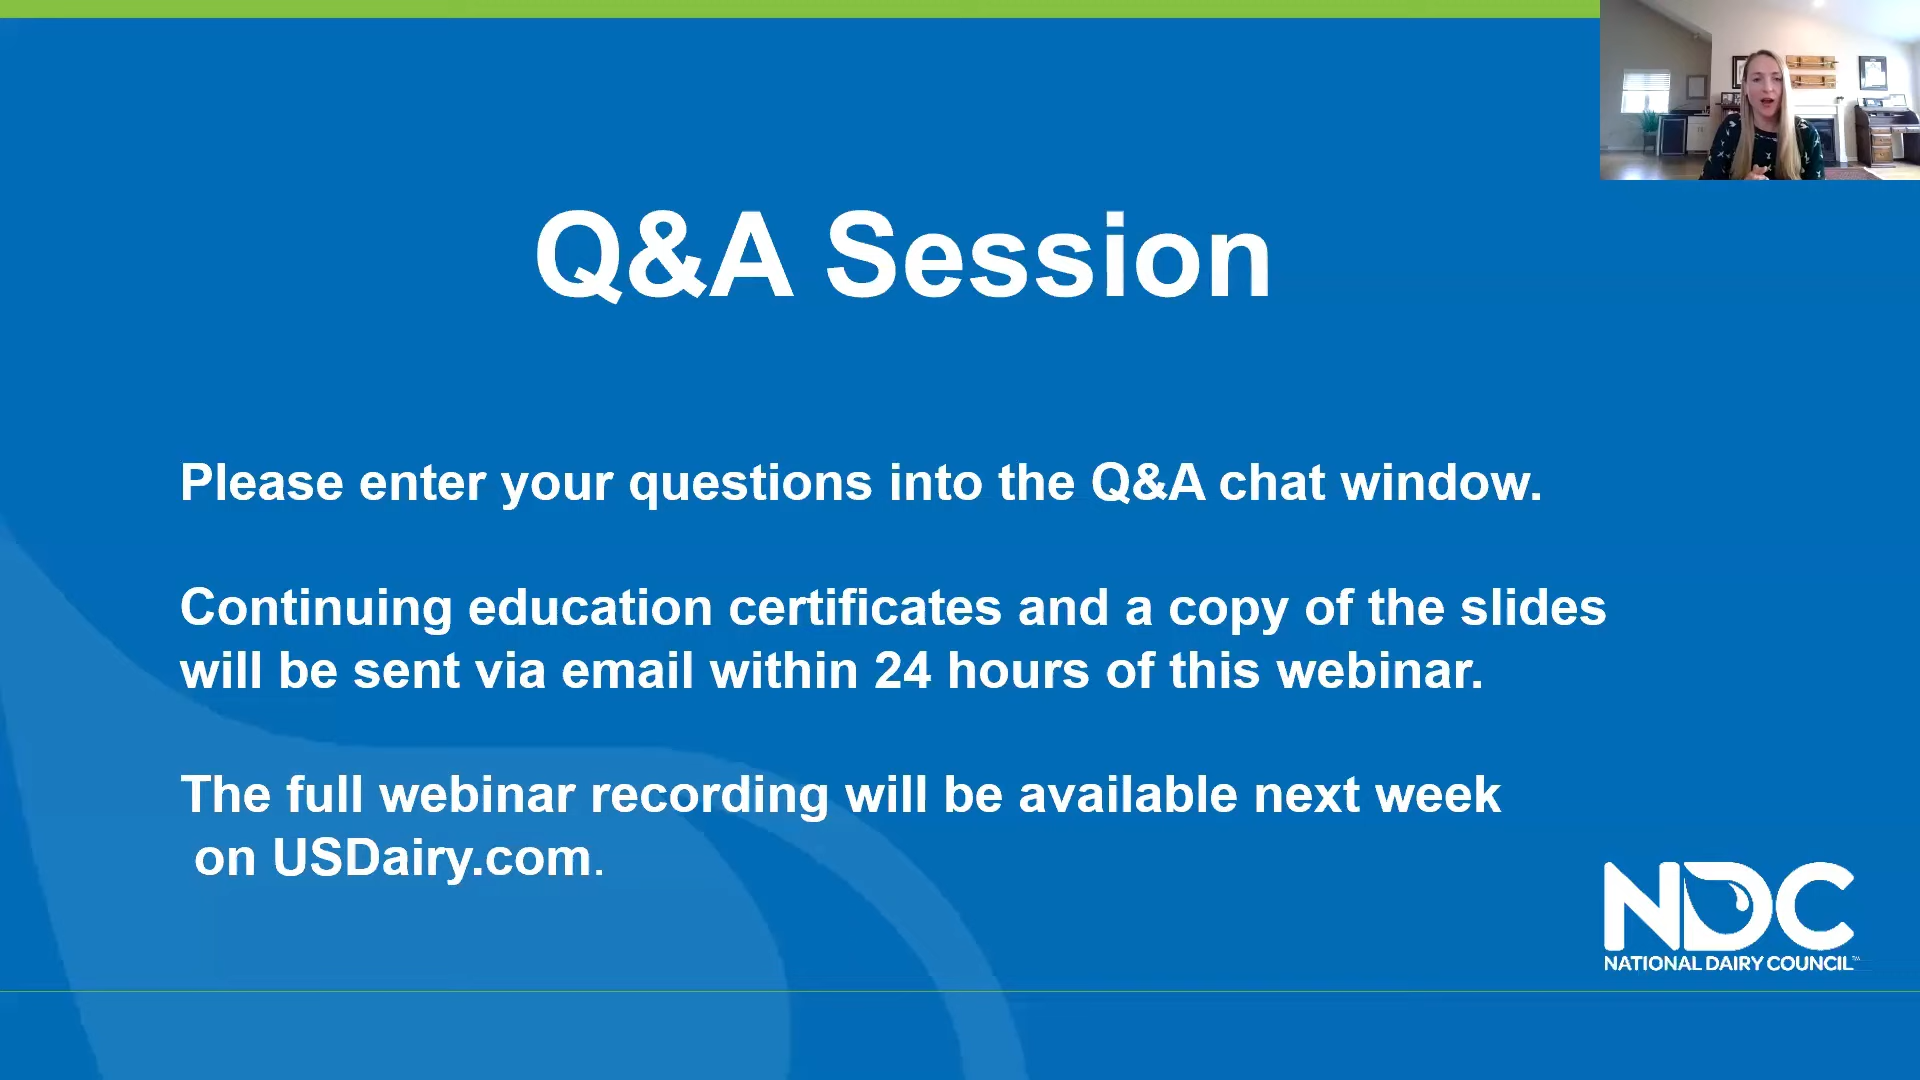 Q&A Session
Please enter your questions into the Q&A chat window.
Continuing education certificates and a copy of the slides
will be sent via email within 24 hours of this webinar.
The full webinar recording will be available next week
on USDairy.com.
NDC
NATIONAL DAIRY COUNCIL™